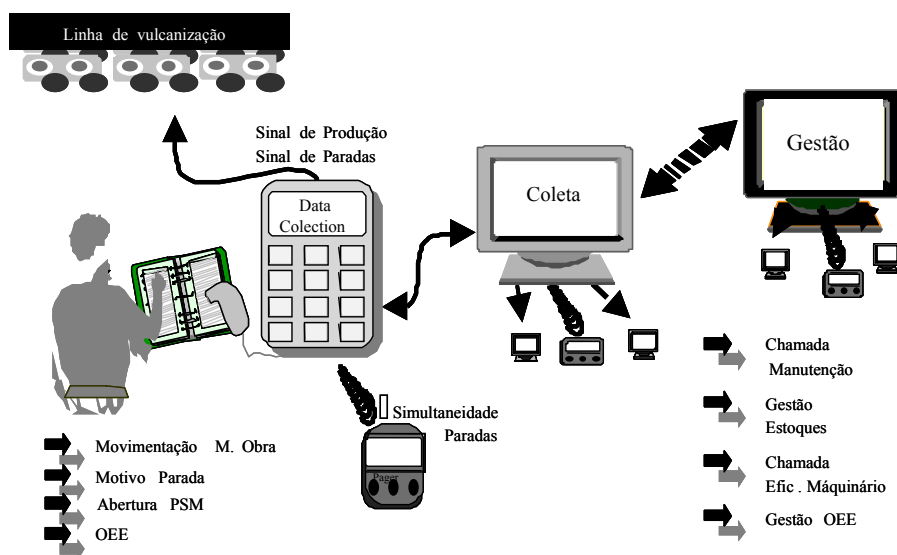 Linha de vulcanização
Sinal de Produção
Sinal de Paradas
Data
Colection
Coleta
Gestão
Simultaneidade
Paradas
Pager
Movimentação M. Obra
Motivo Parada
Abertura PSM
OEE
Chamada
Manutenção
Gestão
Estoques
Chamada
Efic . Máquinário
Gestão OEE